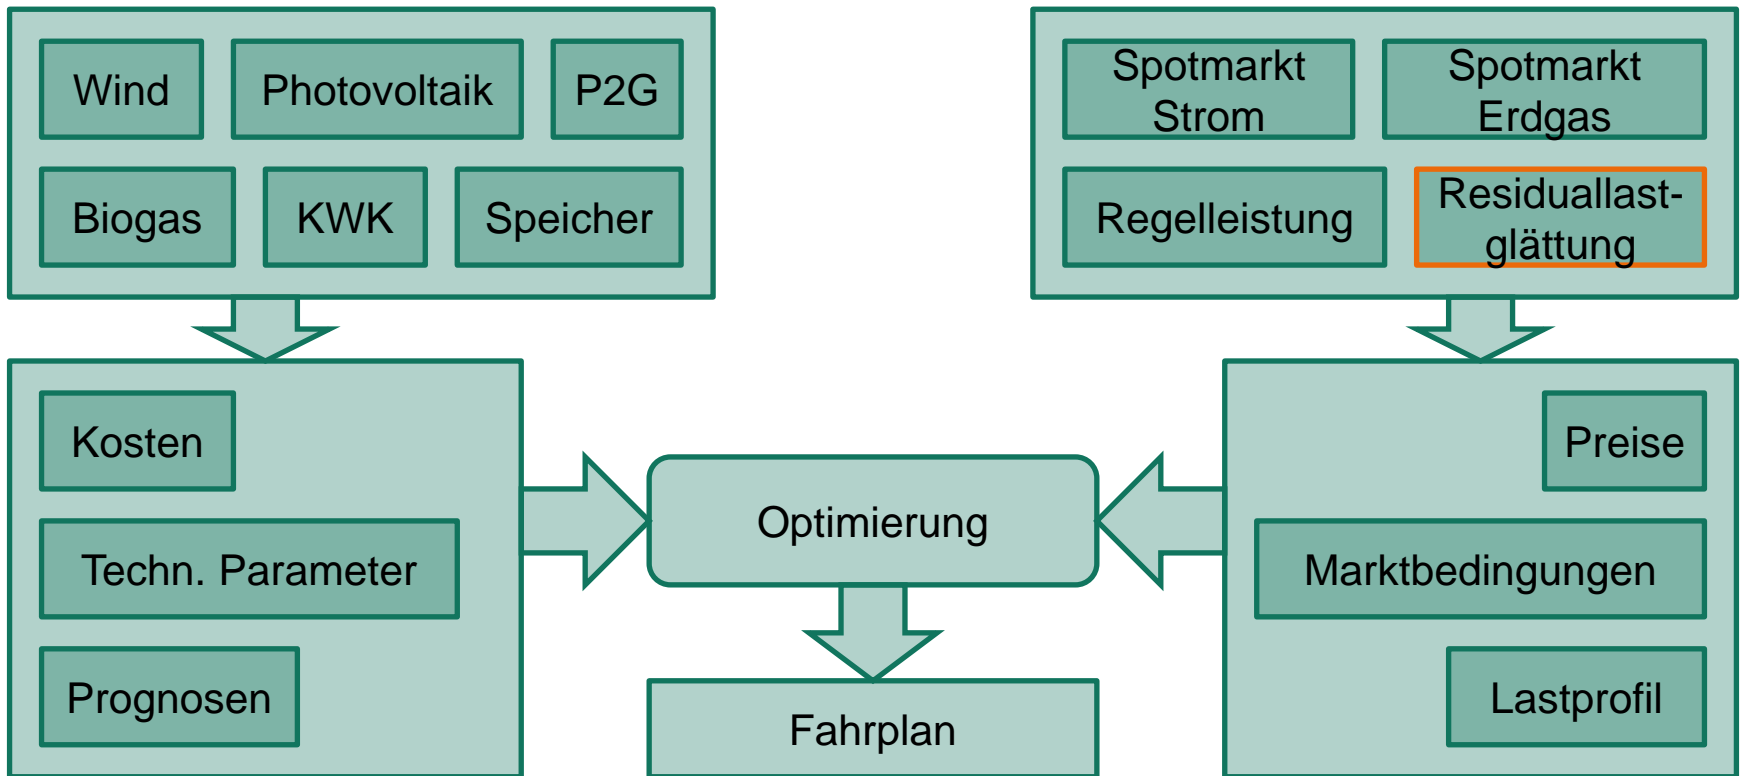 Wind
Photovoltaik
P2G
Biogas
KWK
Speicher
Spotmarkt
Strom
Spotmarkt
Erdgas
Regelleistung
Residuallast-
glättung
Kosten
Techn. Parameter
Prognosen
Optimierung
Fahrplan
Preise
Marktbedingungen
Lastprofil